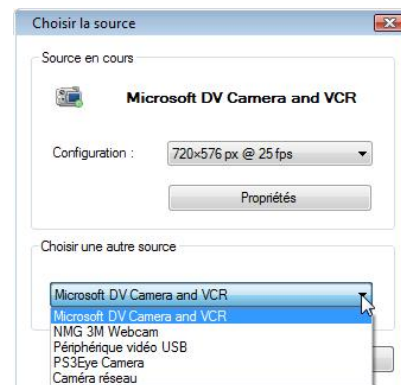 Choisir la source
Source en cours
Microsoft DV Camera and VCR
Configuration :
720×576 px @ 25 fps
Propriétés
Choisir une autre source
Microsoft DV Camera and VCR
Microsoft DV Camera and VCR
NMG 3M Webcam
Périphérique vidéo USB
PS3Eye Camera
Caméra réseau